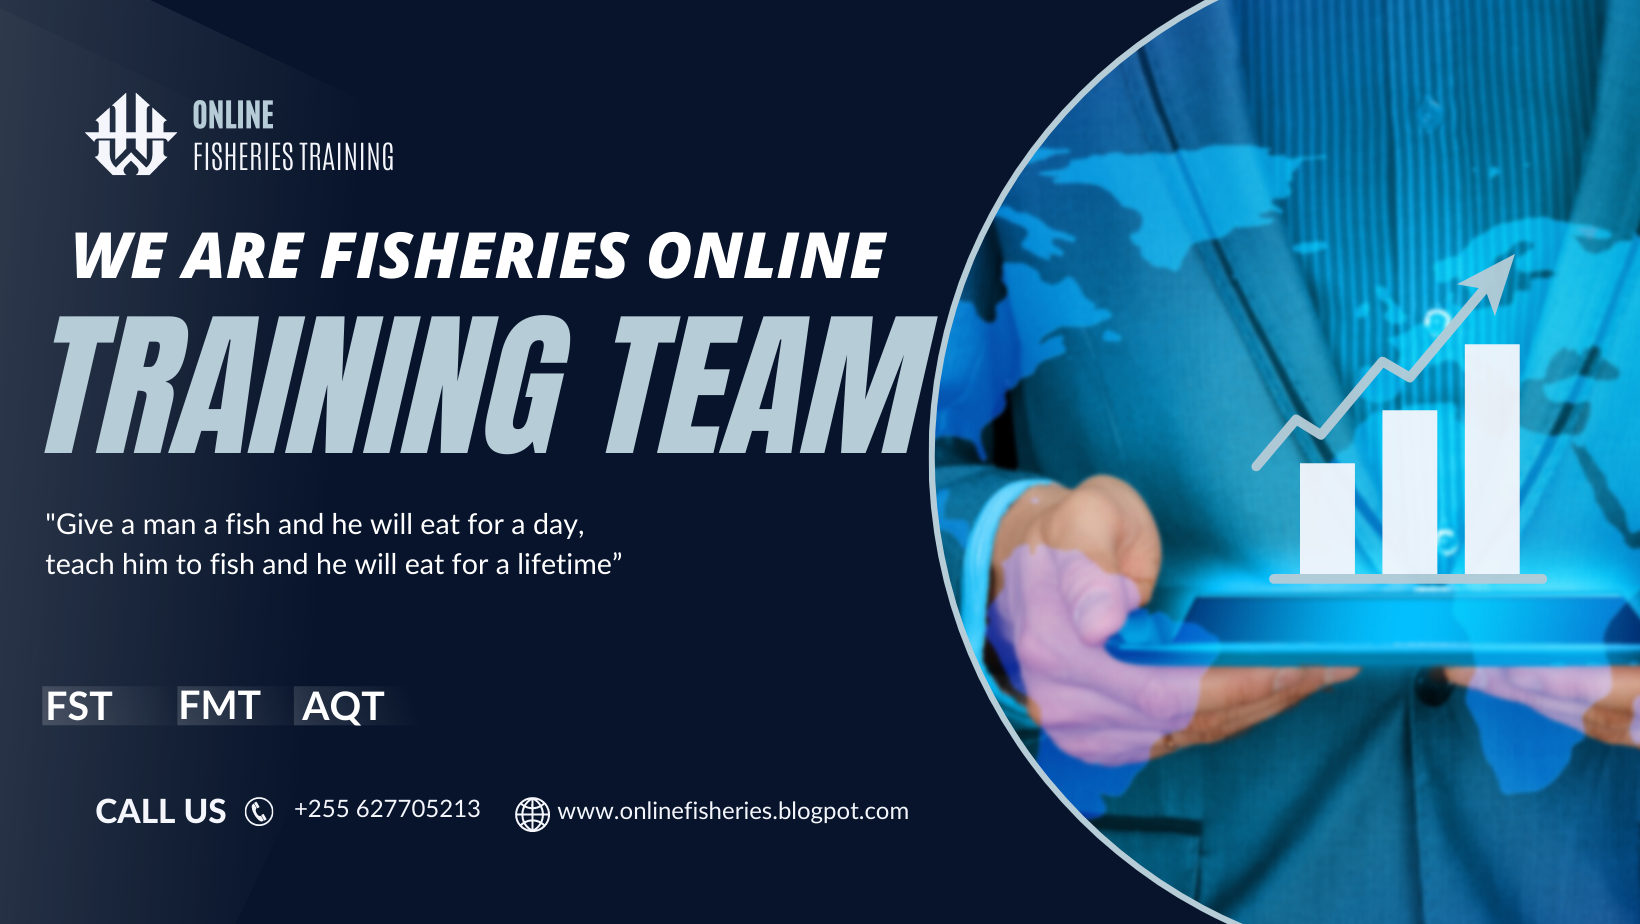 ONLINE
FISHERIES TRAINING
WE ARE FISHERIES ONLINE
TRAINING TEAM
"Give a man a fish and he will eat for a day,
teach him to fish and he will eat for a lifetime”
FST FMT AQT
CALL US +255 627705213 www.onlinefisheries.blogpot.com